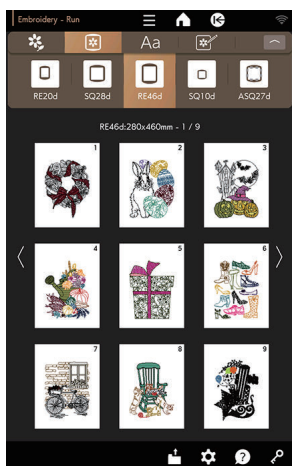 Embroidery - Run
Aa
RE20d SQ28d RE46d SQ10d ASQ27d
RE46d:280x460mm - 1 / 9
1 2 3
4 5 6
7 8 9
?